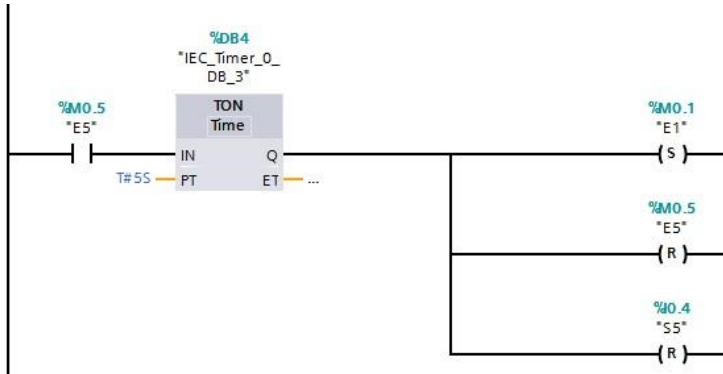 %DB4
"IEC_Timer_0_
DB_3"
%M0.5
"E5"
TON
Time
IN
Q
T#5S
PT
ET
...
%M0.1
"E1"
S
%M0.5
"E5"
R
%I0.4
"S5"
R